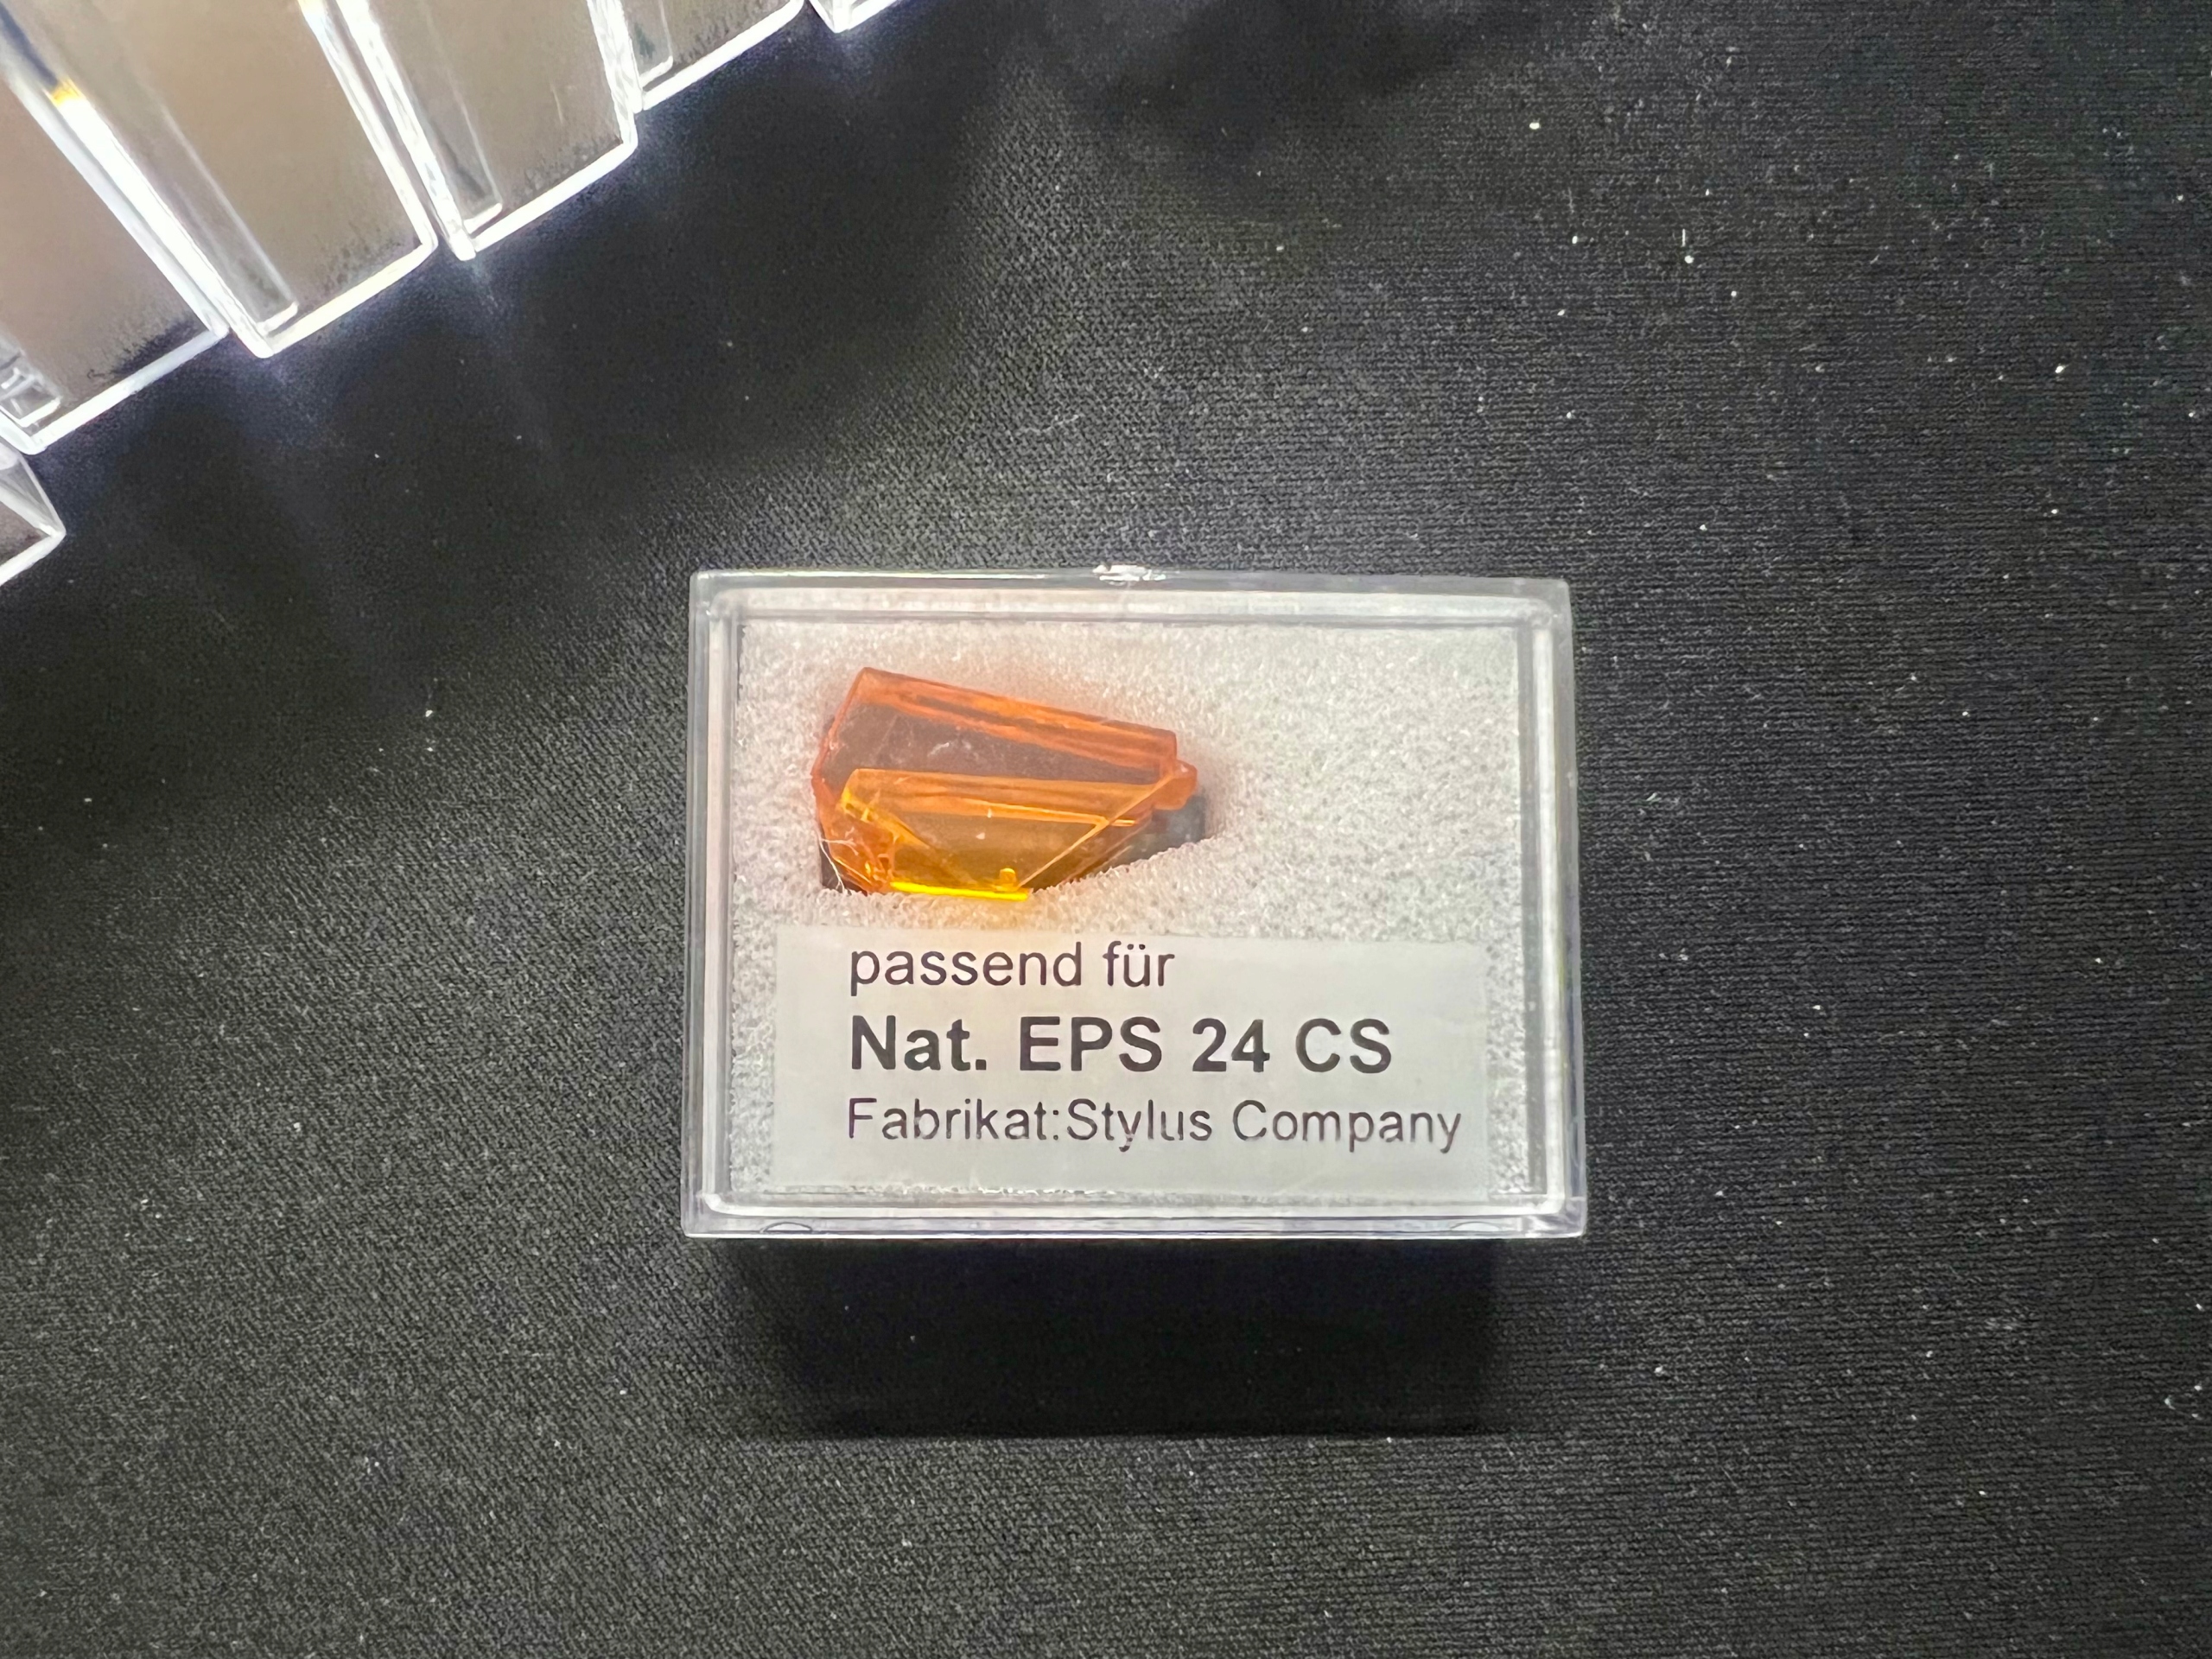 passend für
Nat. EPS 24 CS
Fabrikat:Stylus Company